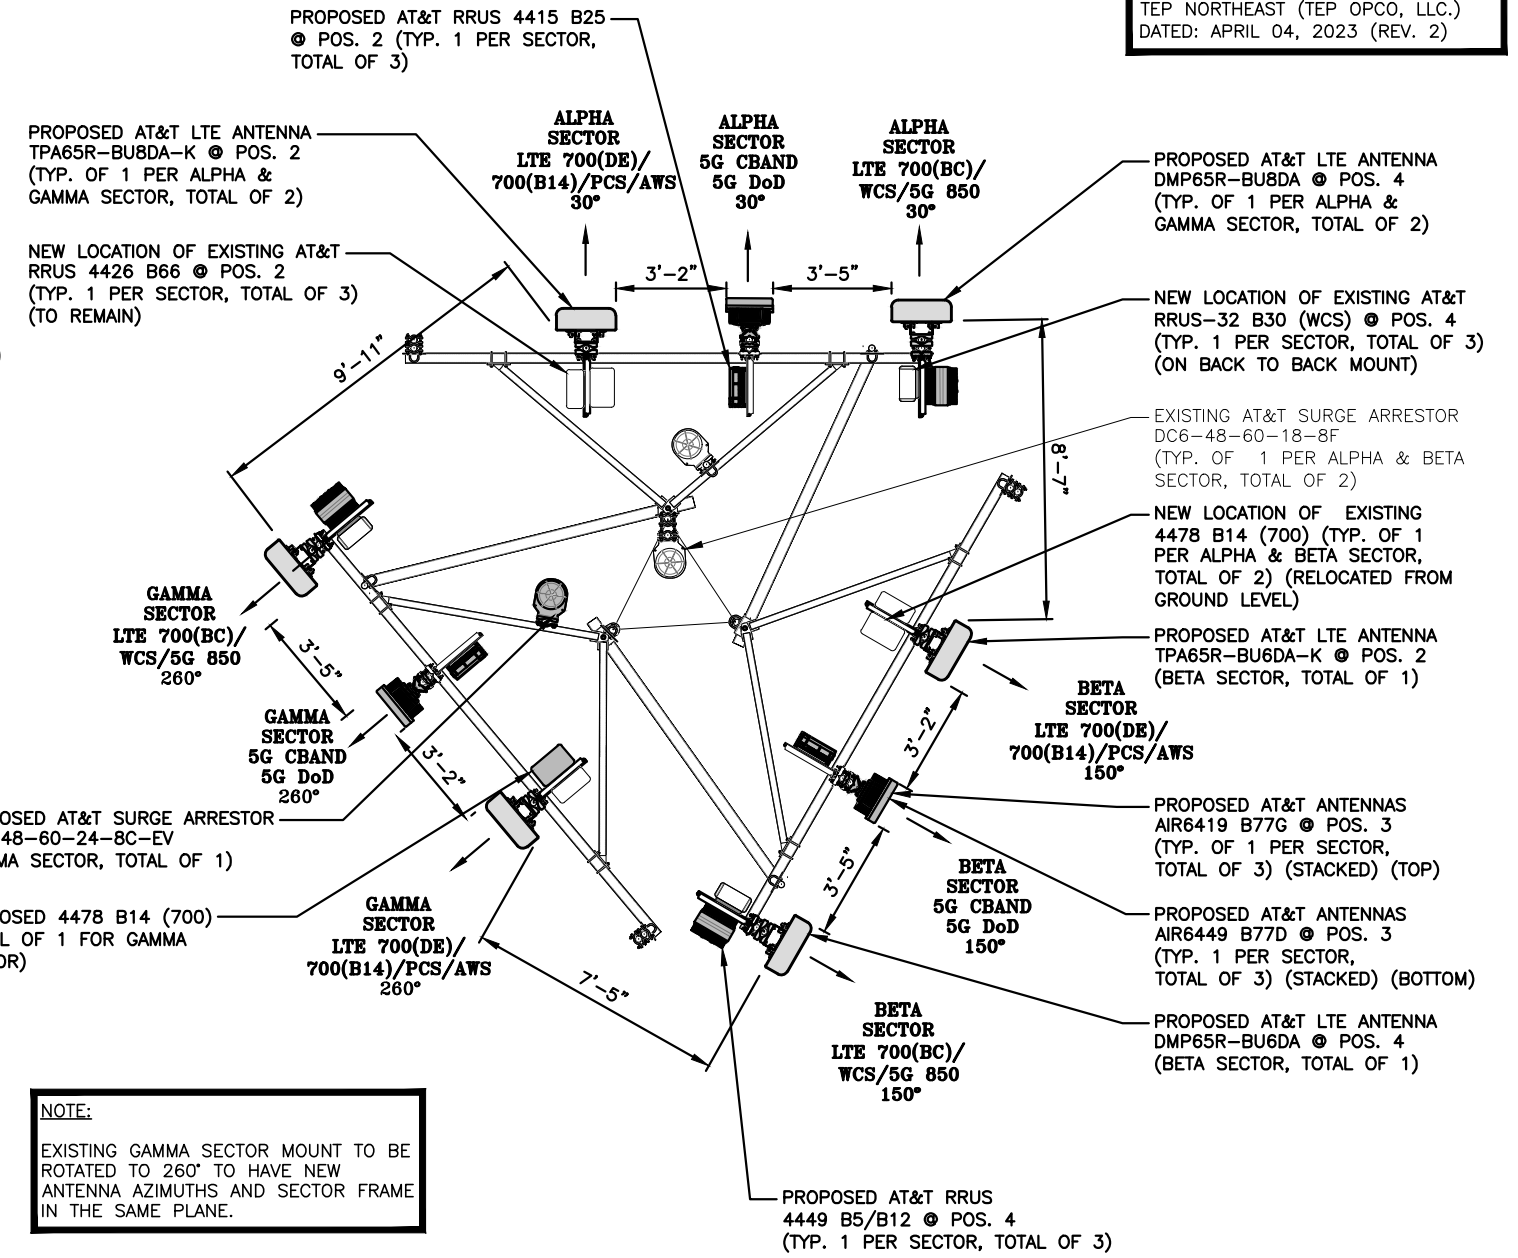 TEP NORTHEAST (TEP OPCO, LLC.)
DATED: APRIL 04, 2023 (REV. 2)
PROPOSED AT&T RRUS 4415 B25
@ POS. 2 (TYP. 1 PER SECTOR,
TOTAL OF 3)
PROPOSED AT&T LTE ANTENNA
TPA65R-BU8DA-K @ POS. 2
(TYP. OF 1 PER ALPHA &
GAMMA SECTOR, TOTAL OF 2)
NEW LOCATION OF EXISTING AT&T
RRUS 4426 B66 @ POS. 2
(TYP. 1 PER SECTOR, TOTAL OF 3)
(TO REMAIN)
)
ALPHA
SECTOR
LTE 700(DE)/
700(B14)/PCS/AWS
30°
ALPHA
SECTOR
5G CBAND
5G DoD
30°
ALPHA
SECTOR
LTE 700(BC)/
WCS/5G 850
30°
3'-2"
3'-5"
9'-11"
8'-7"
PROPOSED AT&T LTE ANTENNA
DMP65R-BU8DA @ POS. 4
(TYP. OF 1 PER ALPHA &
GAMMA SECTOR, TOTAL OF 2)
NEW LOCATION OF EXISTING AT&T
RRUS-32 B30 (WCS) @ POS. 4
(TYP. 1 PER SECTOR, TOTAL OF 3)
(ON BACK TO BACK MOUNT)
EXISTING AT&T SURGE ARRESTOR
DC6-48-60-18-8F
(TYP. OF 1 PER ALPHA & BETA
SECTOR, TOTAL OF 2)
NEW LOCATION OF EXISTING
4478 B14 (700) (TYP. OF 1
PER ALPHA & BETA SECTOR,
TOTAL OF 2) (RELOCATED FROM
GROUND LEVEL)
PROPOSED AT&T LTE ANTENNA
TPA65R-BU6DA-K @ POS. 2
(BETA SECTOR, TOTAL OF 1)
GAMMA
SECTOR
LTE 700(BC)/
WCS/5G 850
260°
3'-5"
GAMMA
SECTOR
5G CBAND
5G DoD
260°
3'-2"
BETA
SECTOR
LTE 700(DE)/
700(B14)/PCS/AWS
150°
3'-2"
3'-5"
OSED AT&T SURGE ARRESTOR
48-60-24-8C-EV
MA SECTOR, TOTAL OF 1)
OSED 4478 B14 (700)
L OF 1 FOR GAMMA
OR)
GAMMA
SECTOR
LTE 700(DE)/
700(B14)/PCS/AWS
260°
7'-5"
BETA
SECTOR
5G CBAND
5G DoD
150°
BETA
SECTOR
LTE 700(BC)/
WCS/5G 850
150°
PROPOSED AT&T ANTENNAS
AIR6419 B77G @ POS. 3
(TYP. OF 1 PER SECTOR,
TOTAL OF 3) (STACKED) (TOP)
PROPOSED AT&T ANTENNAS
AIR6449 B77D @ POS. 3
(TYP. 1 PER SECTOR,
TOTAL OF 3) (STACKED) (BOTTOM)
PROPOSED AT&T LTE ANTENNA
DMP65R-BU6DA @ POS. 4
(BETA SECTOR, TOTAL OF 1)
NOTE:
EXISTING GAMMA SECTOR MOUNT TO BE
ROTATED TO 260° TO HAVE NEW
ANTENNA AZIMUTHS AND SECTOR FRAME
IN THE SAME PLANE.
PROPOSED AT&T RRUS
4449 B5/B12 @ POS. 4
(TYP. 1 PER SECTOR, TOTAL OF 3)